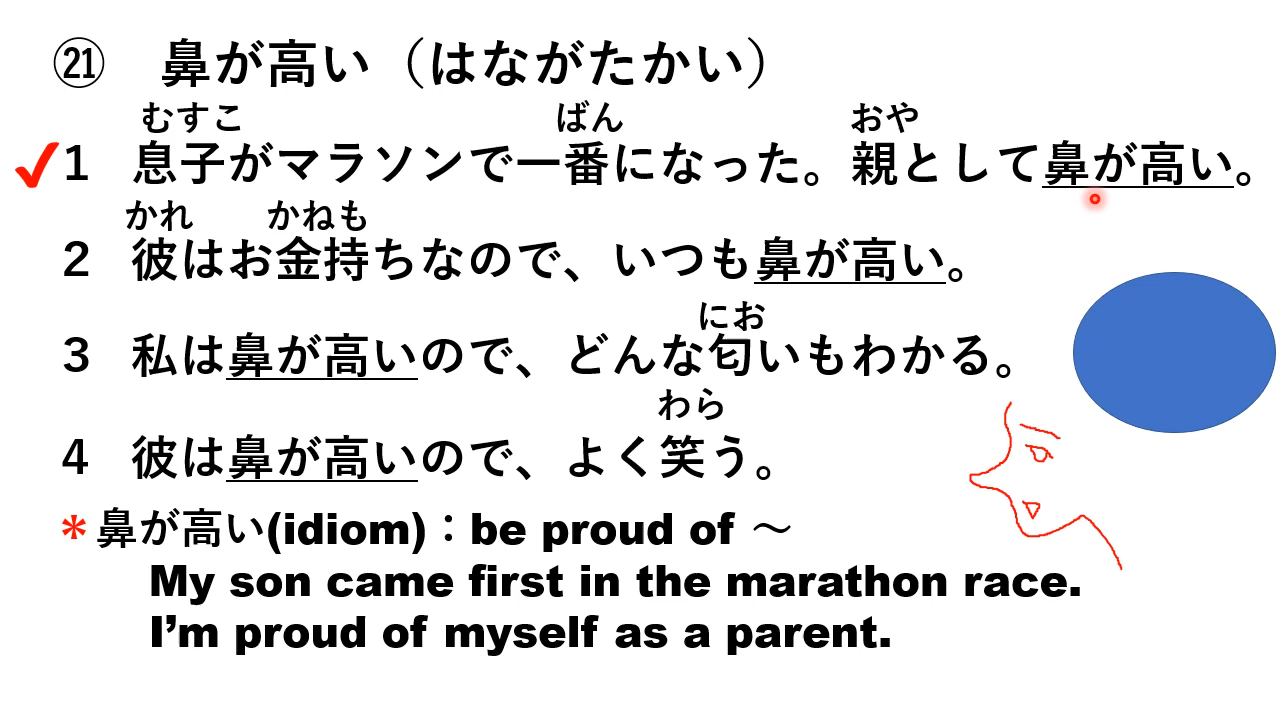 ㉑ 鼻が高い（はながたかい）
むすこ ばん おや
1 息子がマラソンで一番になった。親として鼻が高い。
かれ かねも
2 彼はお金持ちなので、いつも鼻が高い。
にお
3 私は鼻が高いので、どんな匂いもわかる。
わら
4 彼は鼻が高いので、よく笑う。
*鼻が高い(idiom)：be proud of ～
My son came first in the marathon race.
I'm proud of myself as a parent.